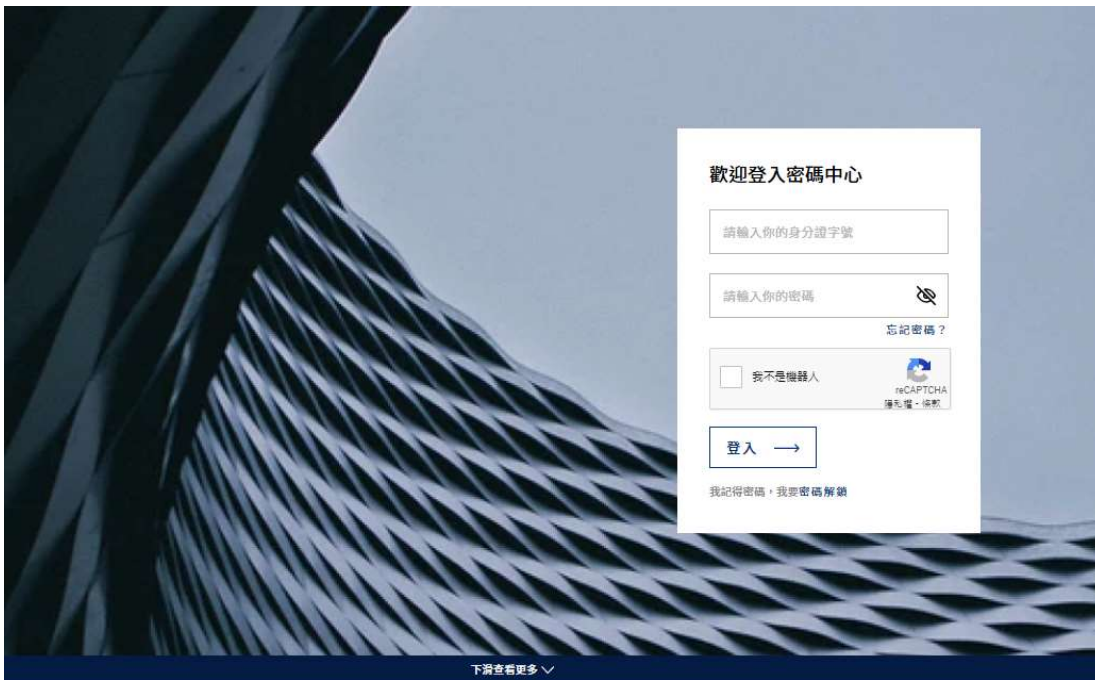 歡迎登入密碼中心
請輸入你的身分證字號
請輸入你的密碼
忘記密碼？
我不是機器人
reCAPTCHA
隱私權 - 條款
登入
我記得密碼，我要密碼解鎖
下滑查看更多